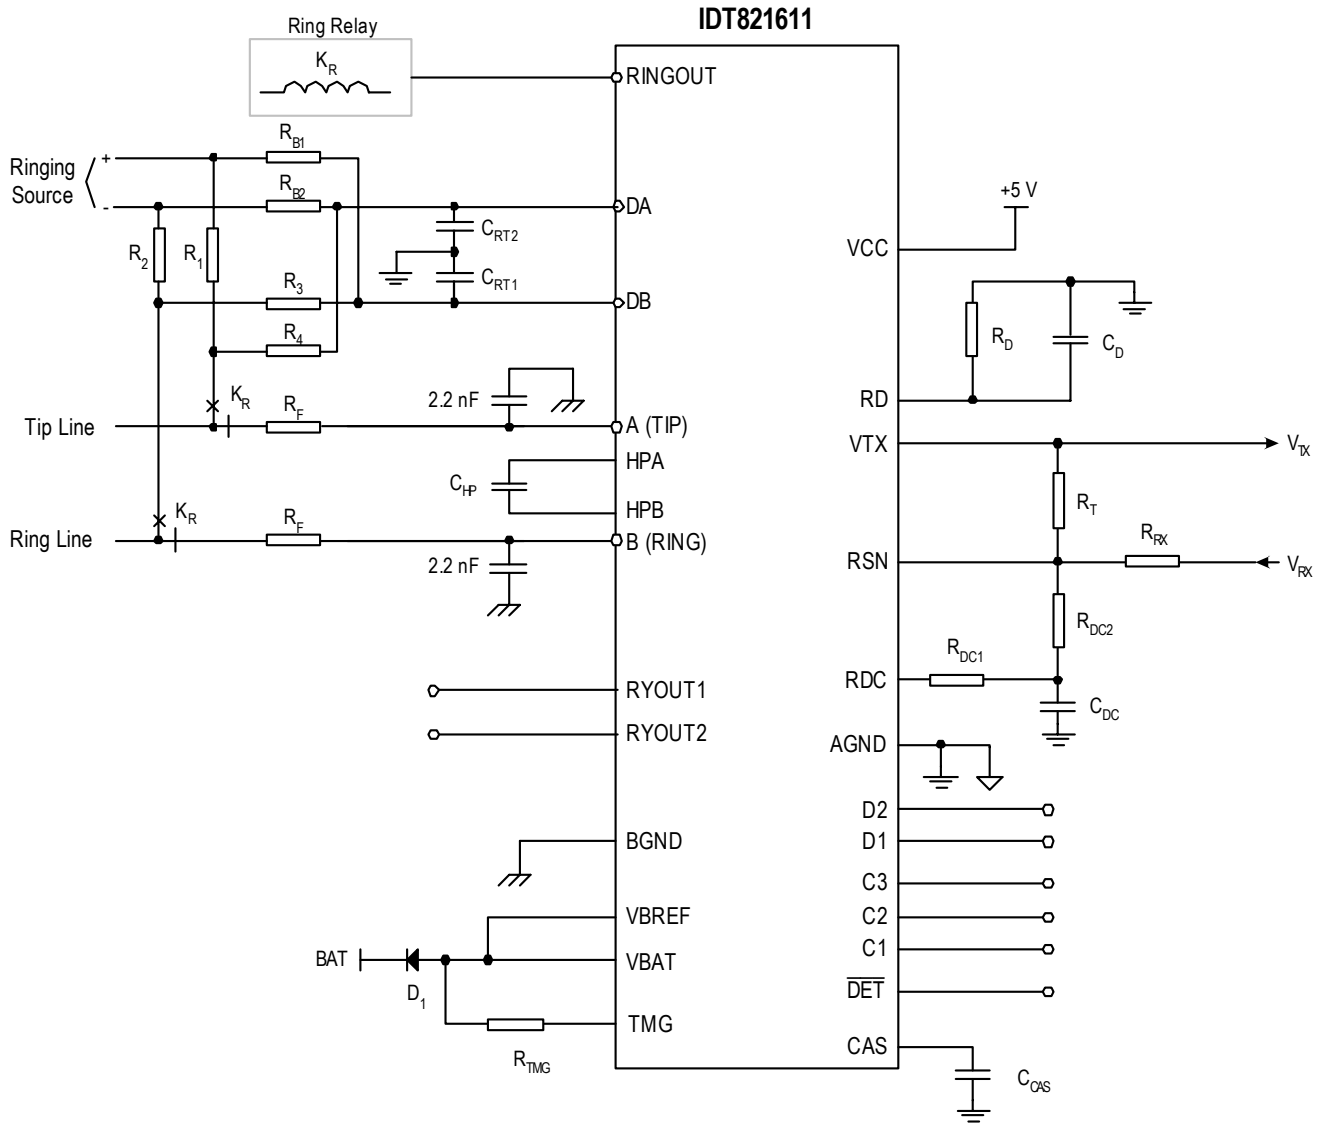 IDT821611
Ring Relay
K_R
RINGOUT
Ringing
Source
+
-
R_B1
R_B2
DA
C_RT2
R_2
R_1
C_RT1
R_3
DB
R_4
K_R
R_F
2.2 nF
Tip Line
A (TIP)
HPA
C_HP
HPB
K_R
R_F
Ring Line
B (RING)
2.2 nF
RYOUT1
RYOUT2
BGND
VBREF
BAT
VBAT
D_1
TMG
R_TMG
+5 V
VCC
R_D
C_D
RD
VTX
V_TX
R_T
R_RX
RSN
V_RX
R_DC2
R_DC1
RDC
C_DC
AGND
D2
D1
C3
C2
C1
DET
CAS
C_CAS